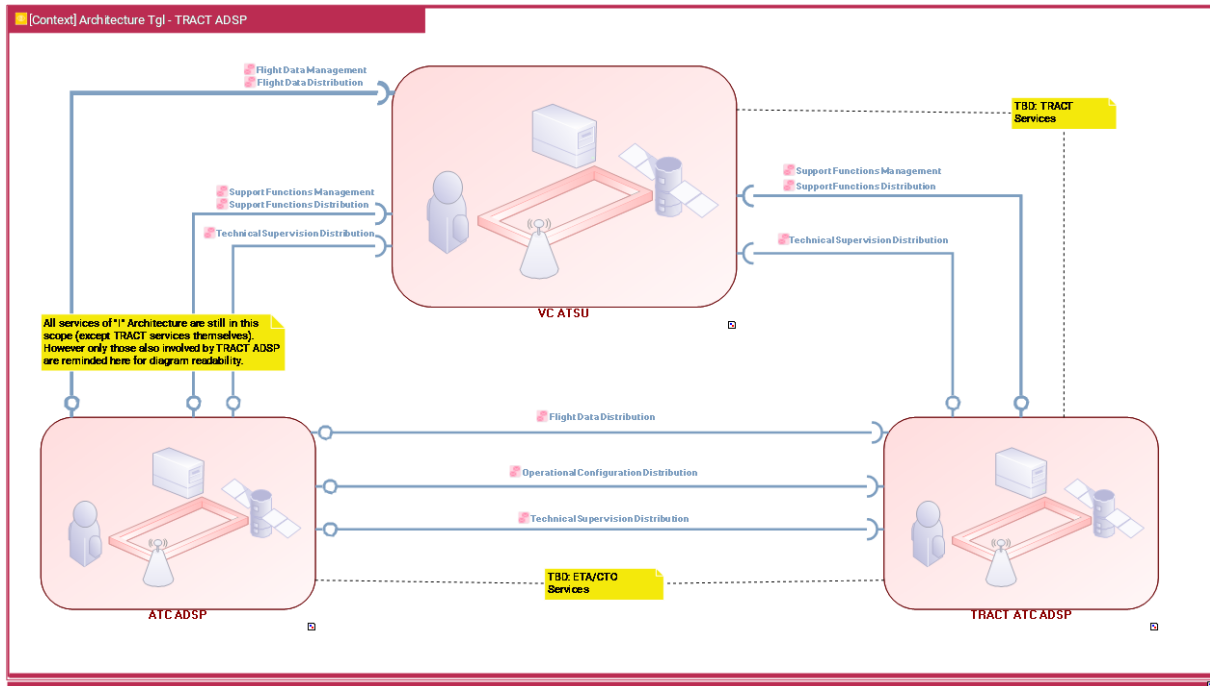 [Context] Architecture Tgl - TRACT ADSP
Flight Data Management
Flight Data Distribution
TBD: TRACT
Services
Support Functions Management
Support Functions Distribution
Support Functions Management
Support Functions Distribution
Technical Supervision Distribution
Technical Supervision Distribution
VC ATSU
All services of "I" Architecture are still in this
scope (except TRACT services themselves).
However only those also involved by TRACT ADSP
are reminded here for diagram readability.
Flight Data Distribution
Operational Configuration Distribution
Technical Supervision Distribution
TBD: ETA/CTO
Services
ATC ADSP
TRACT ATC ADSP